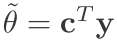 θ̃ = 𝐜ᵀ𝐲